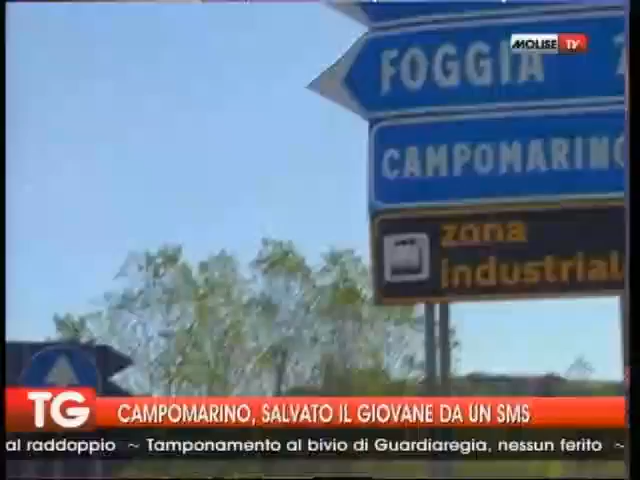 MOLISE TV
FOGGIA
CAMPOMARINO
zona
industrial
TG
CAMPOMARINO, SALVATO IL GIOVANE DA UN SMS
al raddoppio ~ Tamponamento al bivio di Guardiaregia, nessun ferito ~